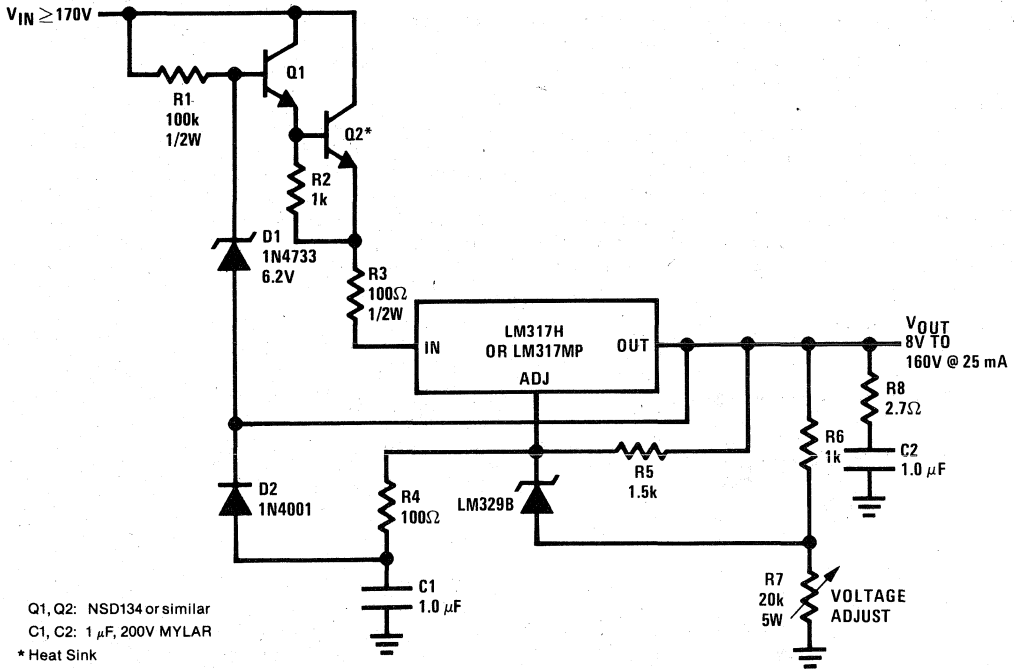 V_IN ≥170V
R1
100k
1/2W
Q1
Q2*
R2
1k
D1
1N4733
6.2V
R3
100Ω
1/2W
LM317H
OR LM317MP
IN
OUT
ADJ
V_OUT
8V TO
160V @ 25 mA
R8
2.7Ω
R6
1k
C2
1.0 μF
R5
1.5k
D2
1N4001
R4
100Ω
LM329B
C1
1.0 μF
R7
20k
5W
VOLTAGE
ADJUST
Q1, Q2: NSD134 or similar
C1, C2: 1 μF, 200V MYLAR
* Heat Sink